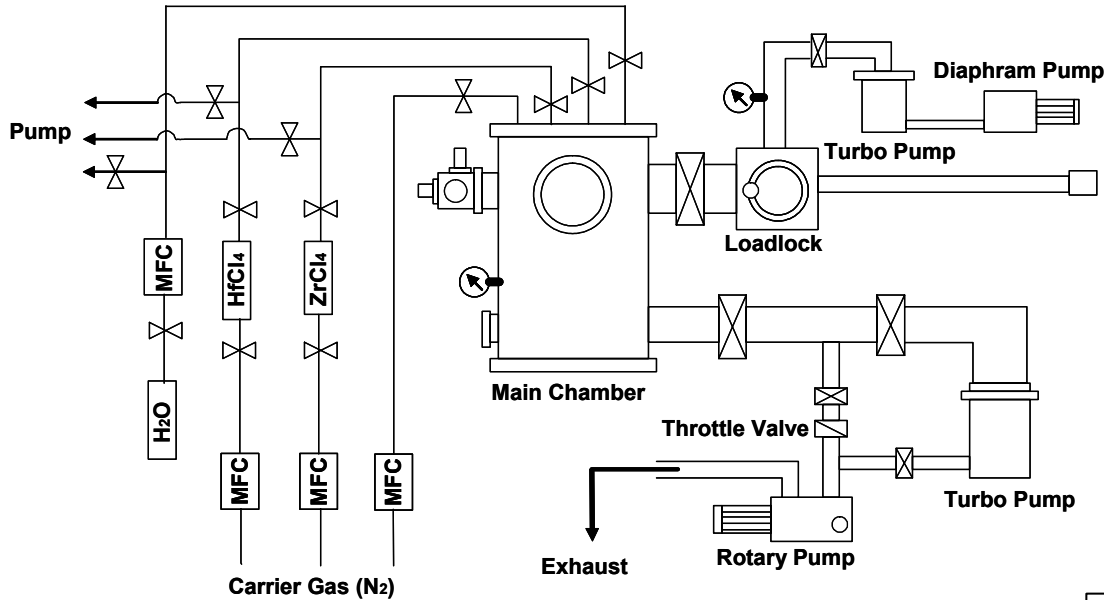 Diaphram Pump
Pump
Turbo Pump
Loadlock
MFC
HfCl4
ZrCl4
Main Chamber
H2O
Throttle Valve
MFC
MFC
MFC
Turbo Pump
Rotary Pump
Exhaust
Carrier Gas (N2)